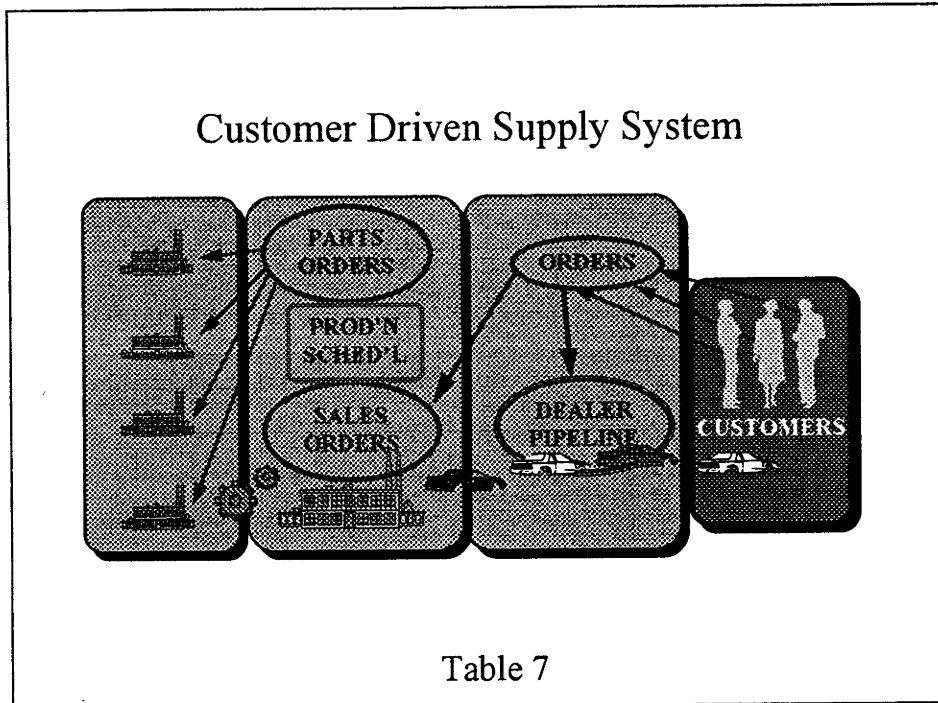 Customer Driven Supply System
PARTS
ORDERS
PROD'N
SCHED'L
SALES
ORDERS
ORDERS
DEALER
PIPELINE
CUSTOMERS
Table 7